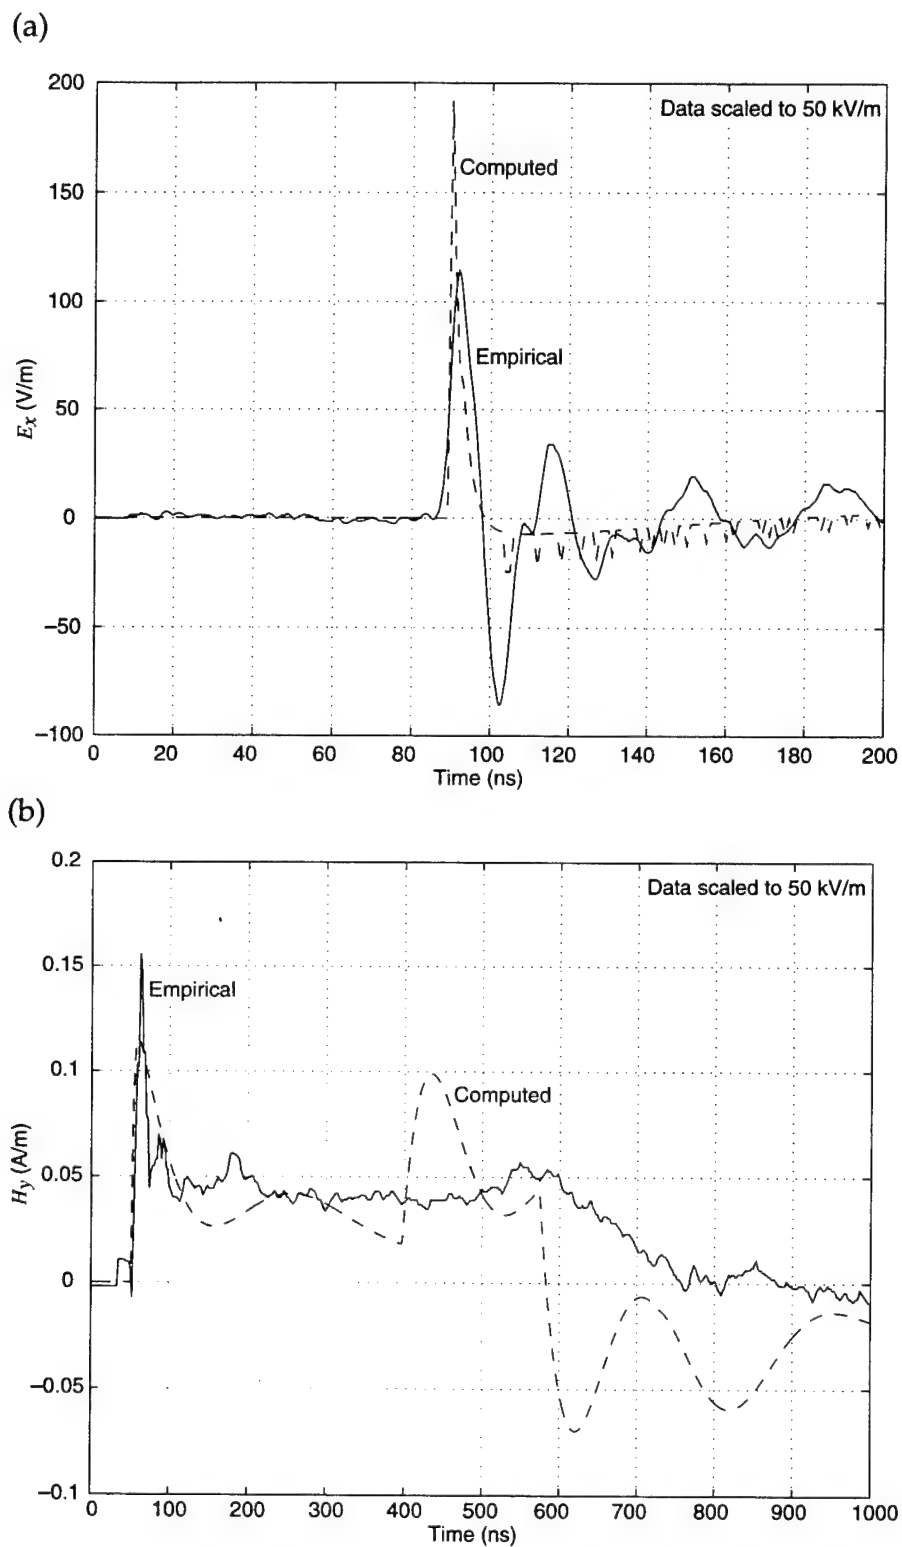 (a)
200
Data scaled to 50 kV/m
Computed
150
100
Empirical
50
0
−50
−100
Ex (V/m)
0 20 40 60 80 100 120 140 160 180 200
Time (ns)
(b)
0.2
Data scaled to 50 kV/m
0.15
Empirical
0.1
Computed
0.05
0
−0.05
−0.1
Hy (A/m)
0 100 200 300 400 500 600 700 800 900 1000
Time (ns)